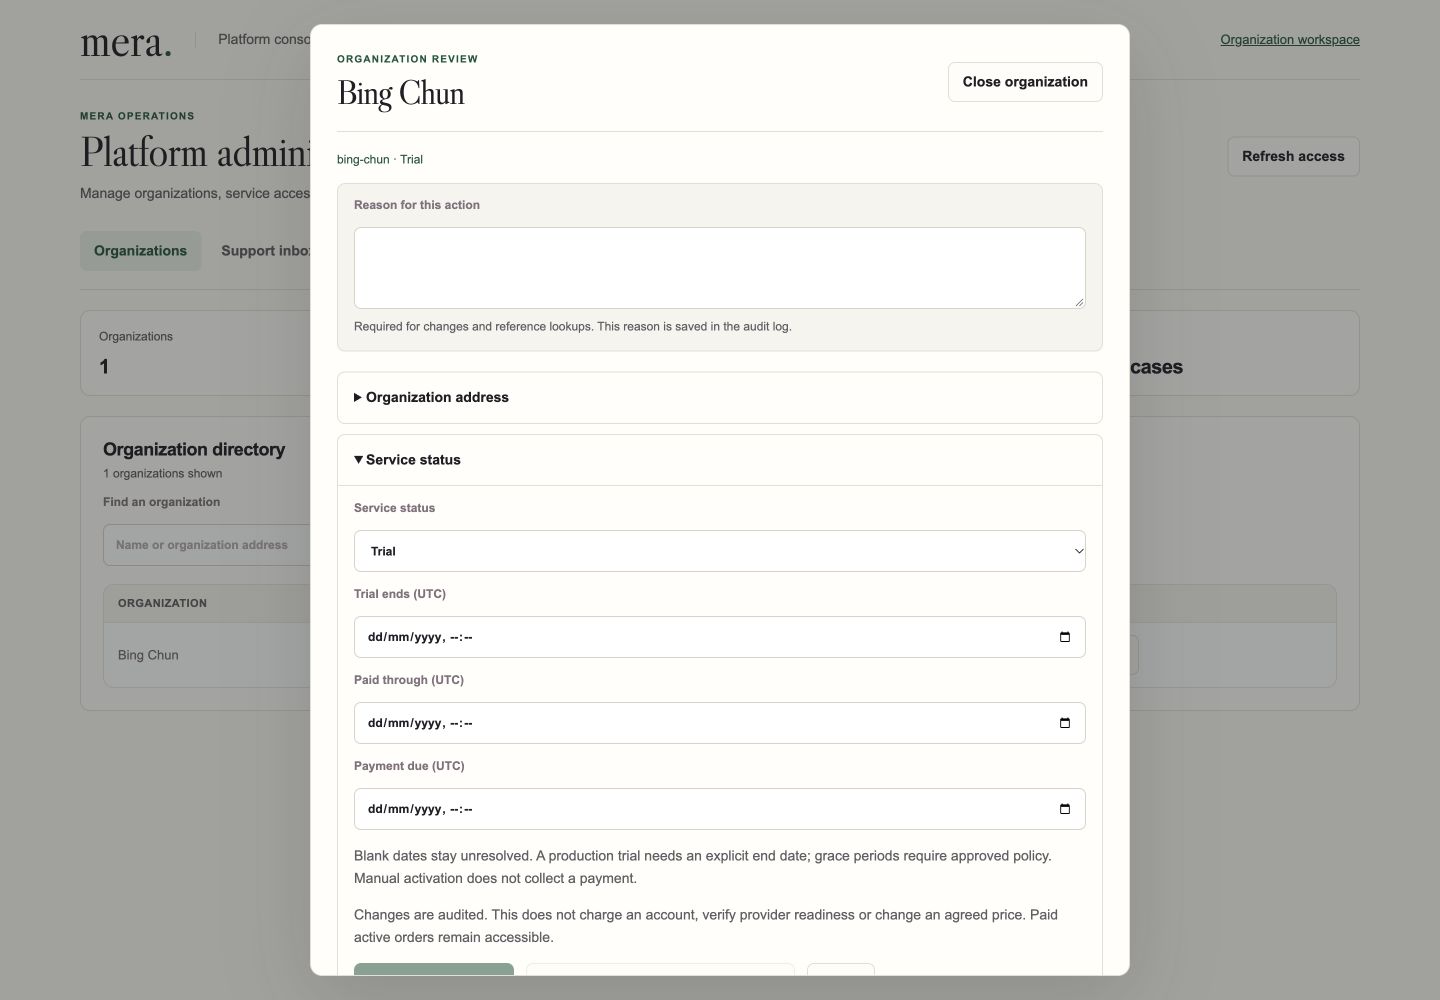 mera.
Platform conso
Organization workspace
MERA OPERATIONS
Platform admini
Manage organizations, service acces
Refresh access
Organizations
Support inbo
Organizations
1
cases
Organization directory
1 organizations shown
Find an organization
Name or organization address
ORGANIZATION
Bing Chun
ORGANIZATION REVIEW
Bing Chun
Close organization
bing-chun · Trial
Reason for this action
Required for changes and reference lookups. This reason is saved in the audit log.
Organization address
Service status
Service status
Trial
Trial ends (UTC)
dd/mm/yyyy, --:--
Paid through (UTC)
dd/mm/yyyy, --:--
Payment due (UTC)
dd/mm/yyyy, --:--
Blank dates stay unresolved. A production trial needs an explicit end date; grace periods require approved policy.
Manual activation does not collect a payment.
Changes are audited. This does not charge an account, verify provider readiness or change an agreed price. Paid
active orders remain accessible.